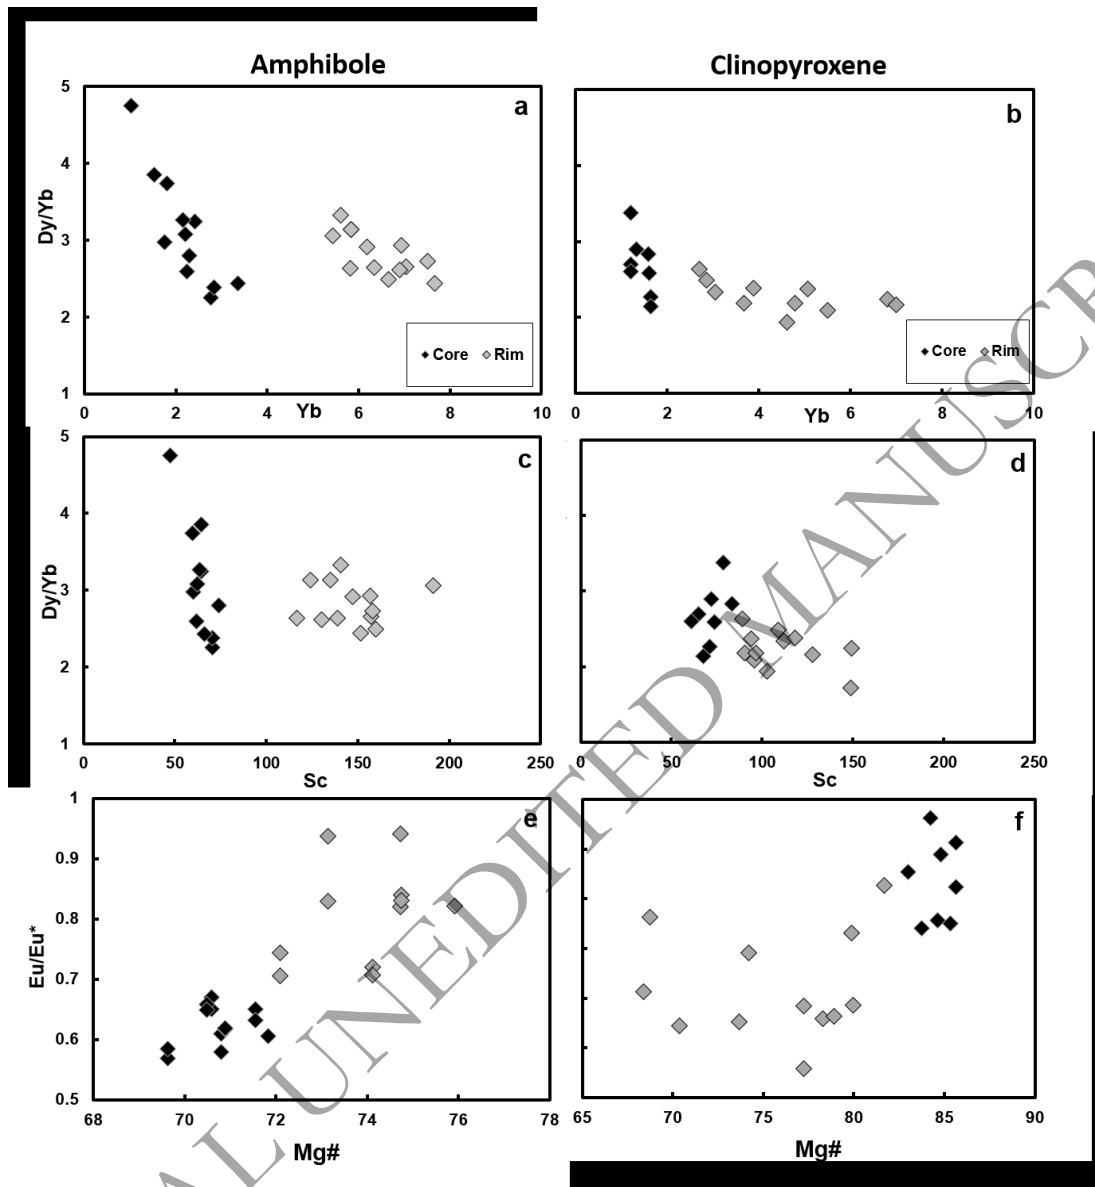 Amphibole
Clinopyroxene
5
4
3
2
1
Dy/Yb
a
Core Rim
0 2 4 6 8 10
Yb
b
Core Rim
0 2 4 6 8 10
Yb
5
4
3
2
1
Dy/Yb
c
0 50 100 150 200 250
Sc
d
0 50 100 150 200 250
Sc
1
0.9
0.8
0.7
0.6
0.5
Eu/Eu*
e
68 70 72 74 76 78
Mg#
f
65 70 75 80 85 90
Mg#
AL UNEDITED MANUSCR